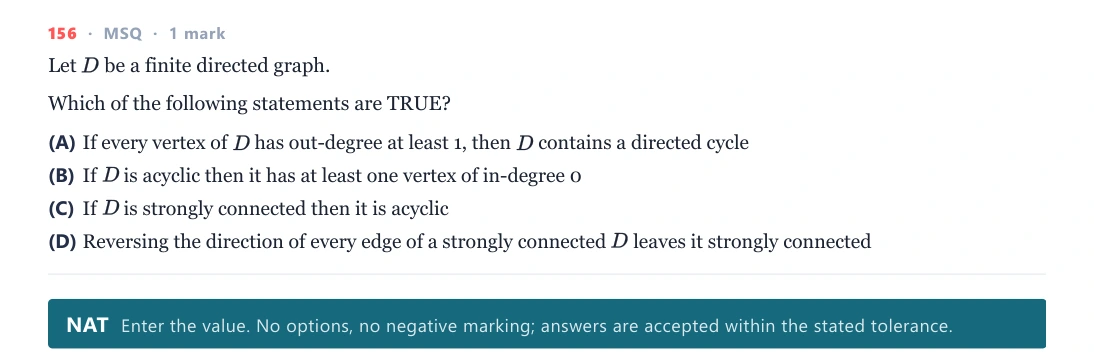 156 · MSQ · 1 mark
Let D be a finite directed graph.
Which of the following statements are TRUE?
(A) If every vertex of D has out-degree at least 1, then D contains a directed cycle
(B) If D is acyclic then it has at least one vertex of in-degree 0
(C) If D is strongly connected then it is acyclic
(D) Reversing the direction of every edge of a strongly connected D leaves it strongly connected
NAT Enter the value. No options, no negative marking; answers are accepted within the stated tolerance.